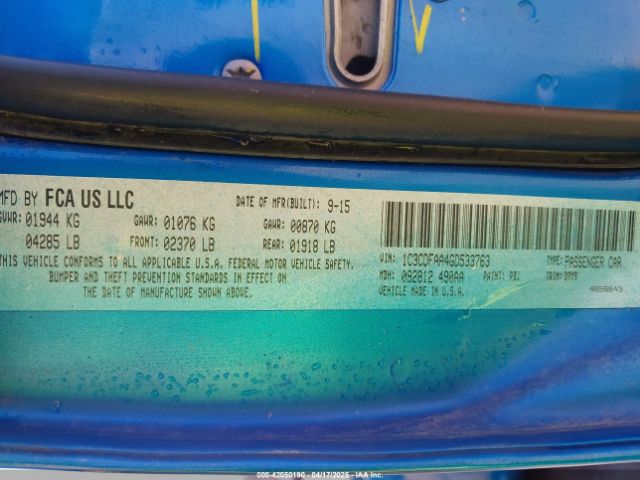 MFD BY FCA US LLC
DATE OF MFR(BUILT): 9-15
GVWR: 01944 KG
04285 LB
GAWR: 01076 KG
FRONT: 02370 LB
GAWR: 00870 KG
REAR: 01918 LB
THIS VEHICLE CONFORMS TO ALL APPLICABLE U.S.A. FEDERAL MOTOR VEHICLE SAFETY,
BUMPER AND THEFT PREVENTION STANDARDS IN EFFECT ON
THE DATE OF MANUFACTURE SHOWN ABOVE.
VIN: 1C3CDFAA4GD533763
TYPE: PASSENGER CAR
MDH: 092812 490AA
PAINT: PBJ
VEHICLE MADE IN U.S.A.
000-42050190 - 04/17/2025 - IAA Inc.